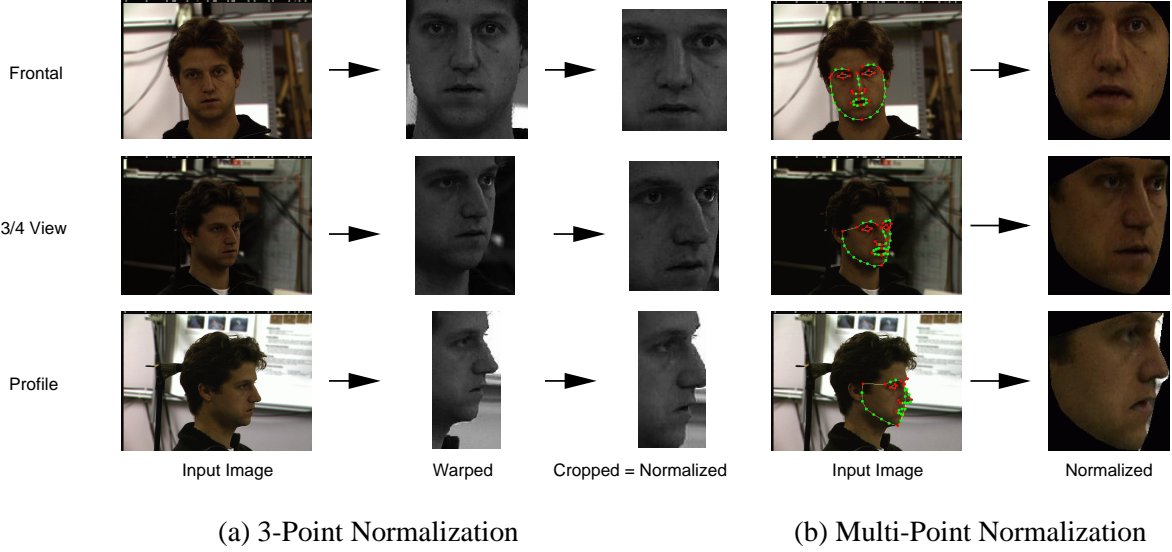 Frontal
3/4 View
Profile
Input Image
Warped
Cropped = Normalized
Input Image
Normalized
(a) 3-Point Normalization
(b) Multi-Point Normalization